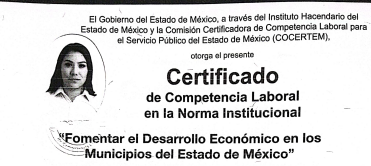 El Gobierno del Estado de México, a través del Instituto Hacendario del
Estado de México y la Comisión Certificadora de Competencia Laboral para
el Servicio Público del Estado de México (COCERTEM),
otorga el presente
Certificado
de Competencia Laboral
en la Norma Institucional
“Fomentar el Desarrollo Económico en los
Municipios del Estado de México”